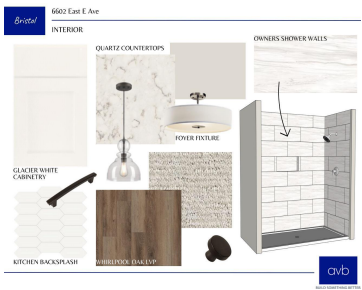 Bristol
6602 East E Ave
INTERIOR
QUARTZ COUNTERTOPS
OWNERS SHOWER WALLS
FOYER FIXTURE
GLACIER WHITE
CABINETRY
KITCHEN BACKSPLASH
WHIRLPOOL OAK LVP
avb
BUILD SOMETHING BETTER